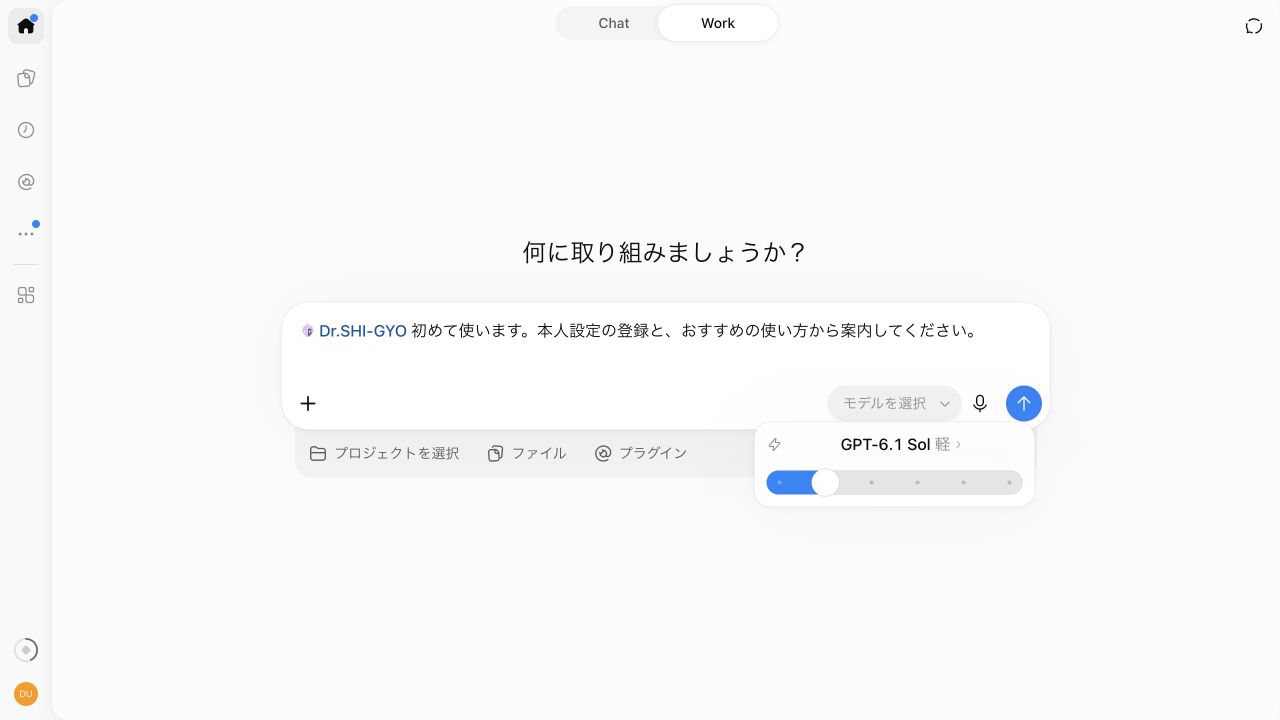 Chat
Work
何に取り組みましょうか？
Dr.SHI-GYO 初めて使います。本人設定の登録と、おすすめの使い方から案内してください。
モデルを選択
プロジェクトを選択
ファイル
プラグイン
GPT-6.1 Sol 軽
DU